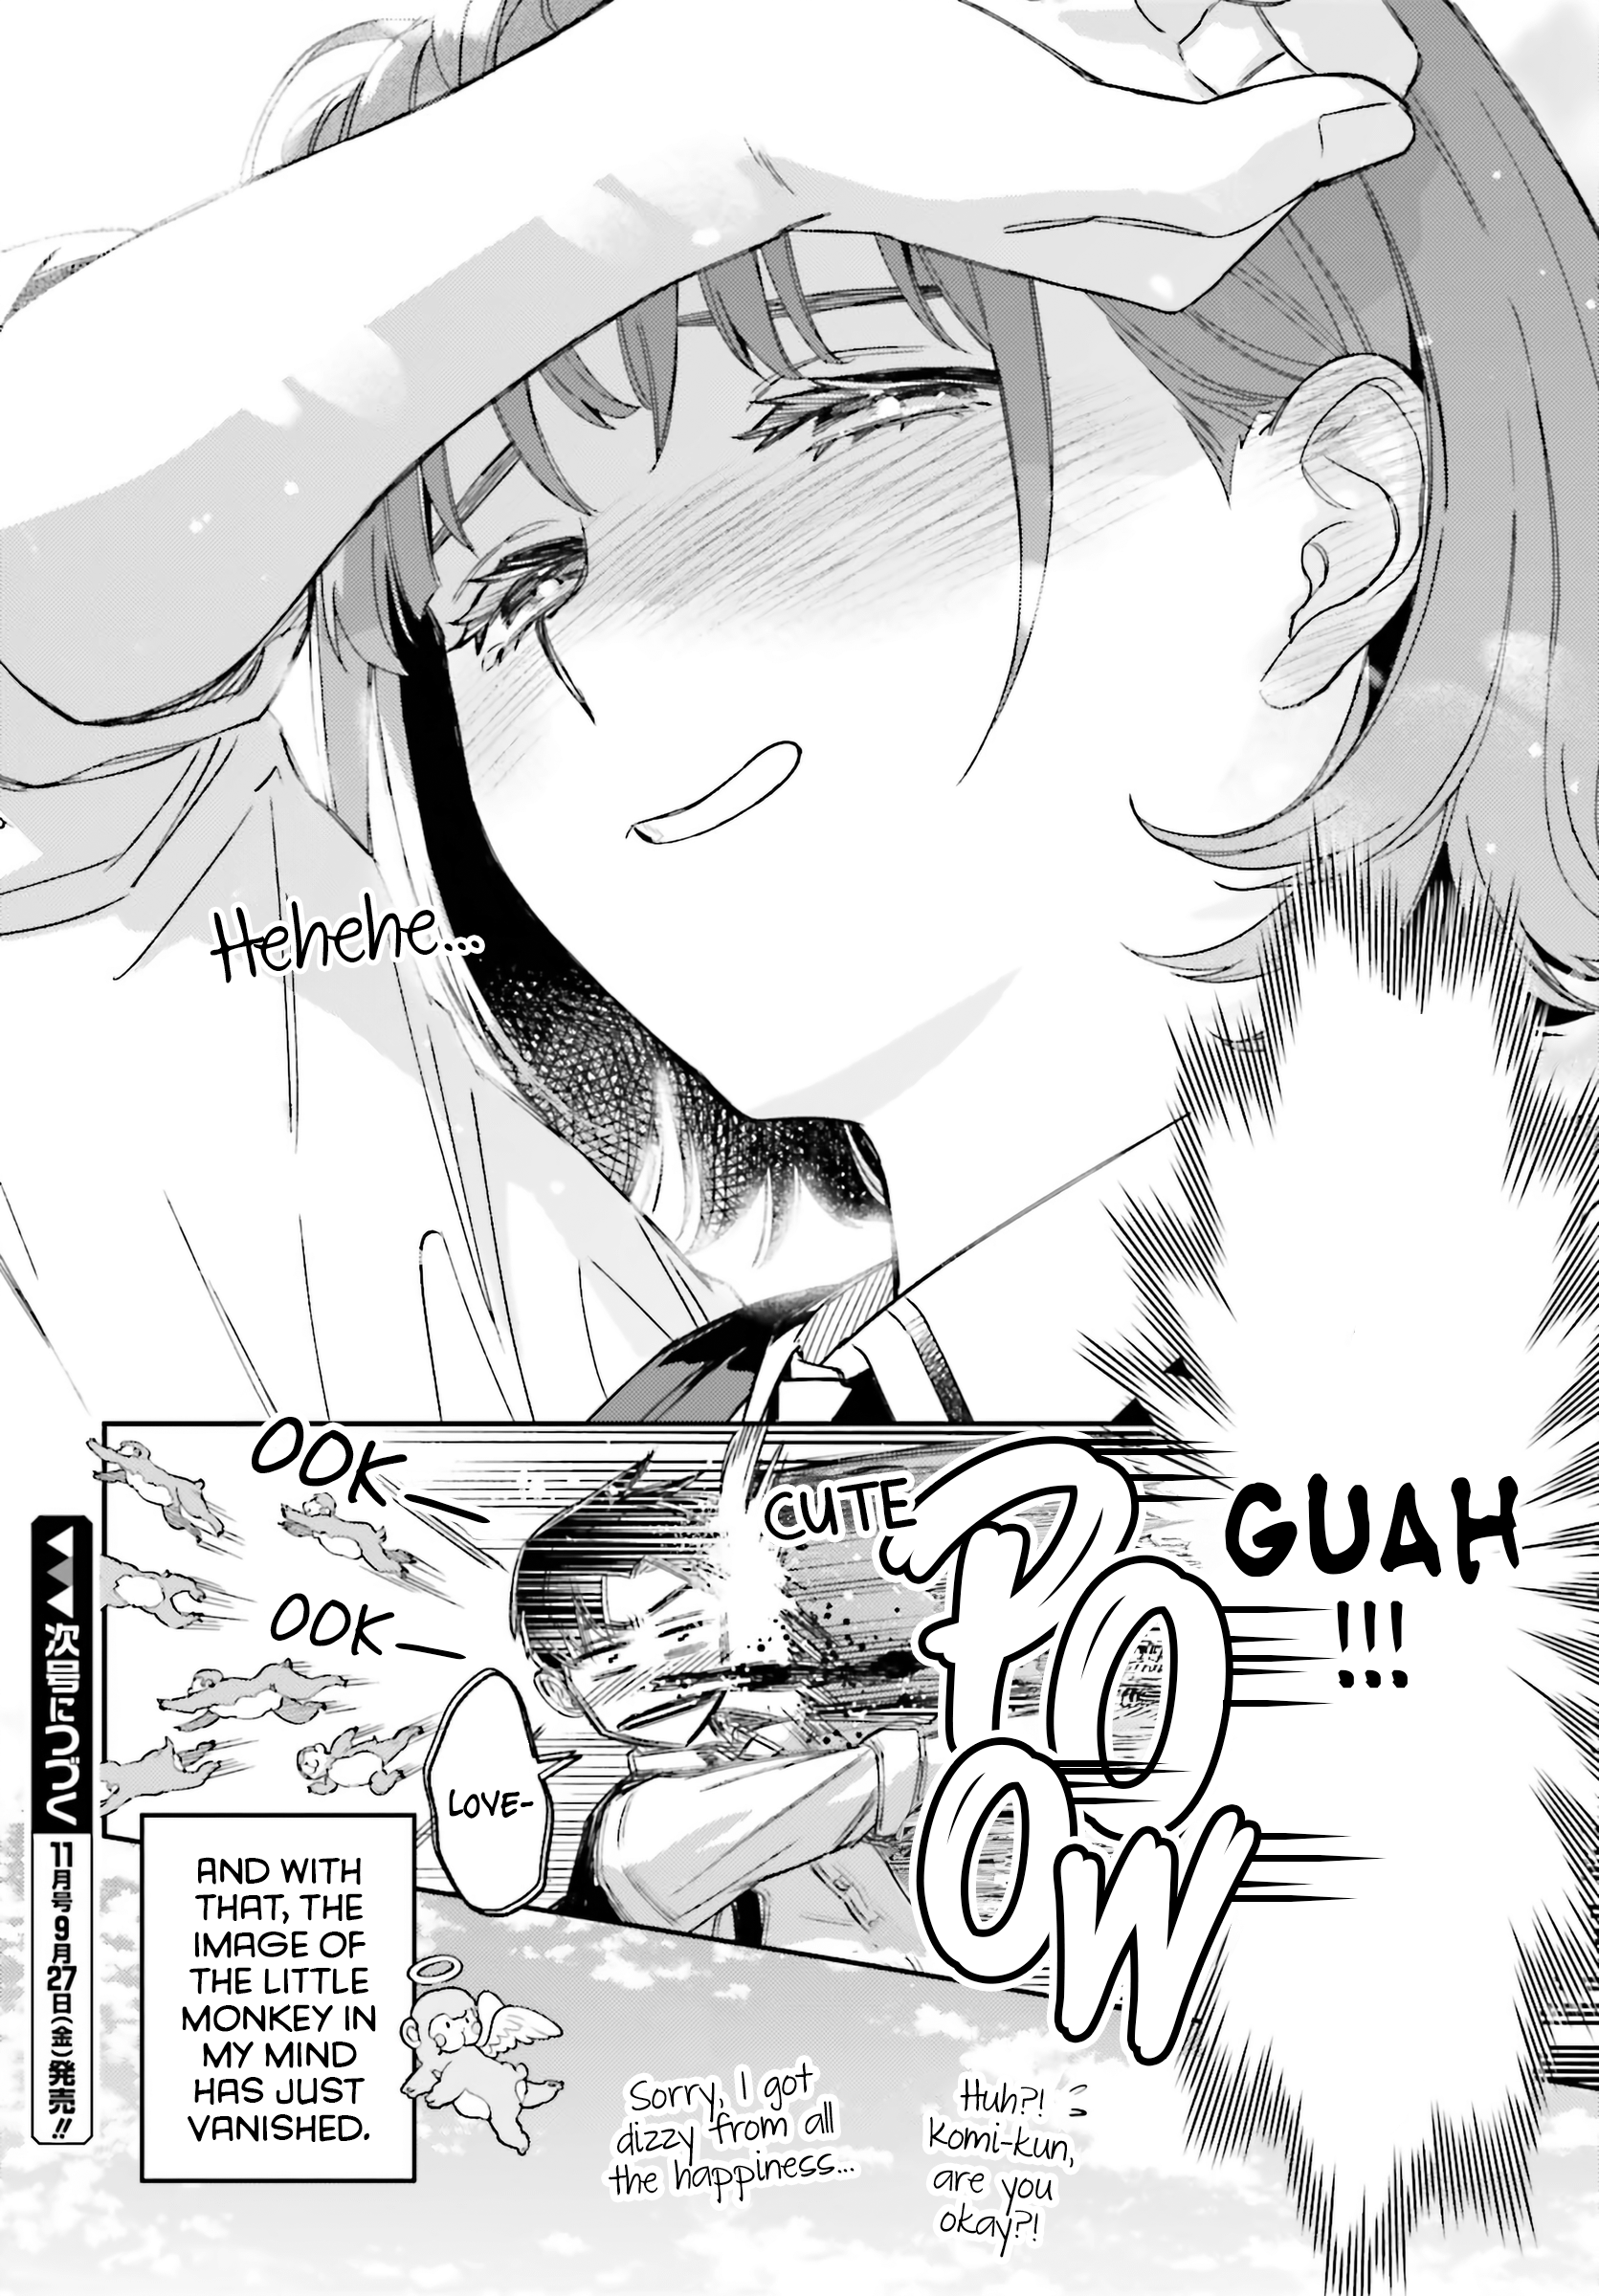 Hehehe...
GUAH
!!!
POOOW
CUTE
OOK—
OOK—
LOVE-
AND WITH
THAT, THE
IMAGE OF
THE LITTLE
MONKEY IN
MY MIND
HAS JUST
VANISHED.
Huh?!
Komi-kun,
are you
okay?!
Sorry, I got
dizzy from all
the happiness...
次号につづく
11月号9月27日(金)発売!!